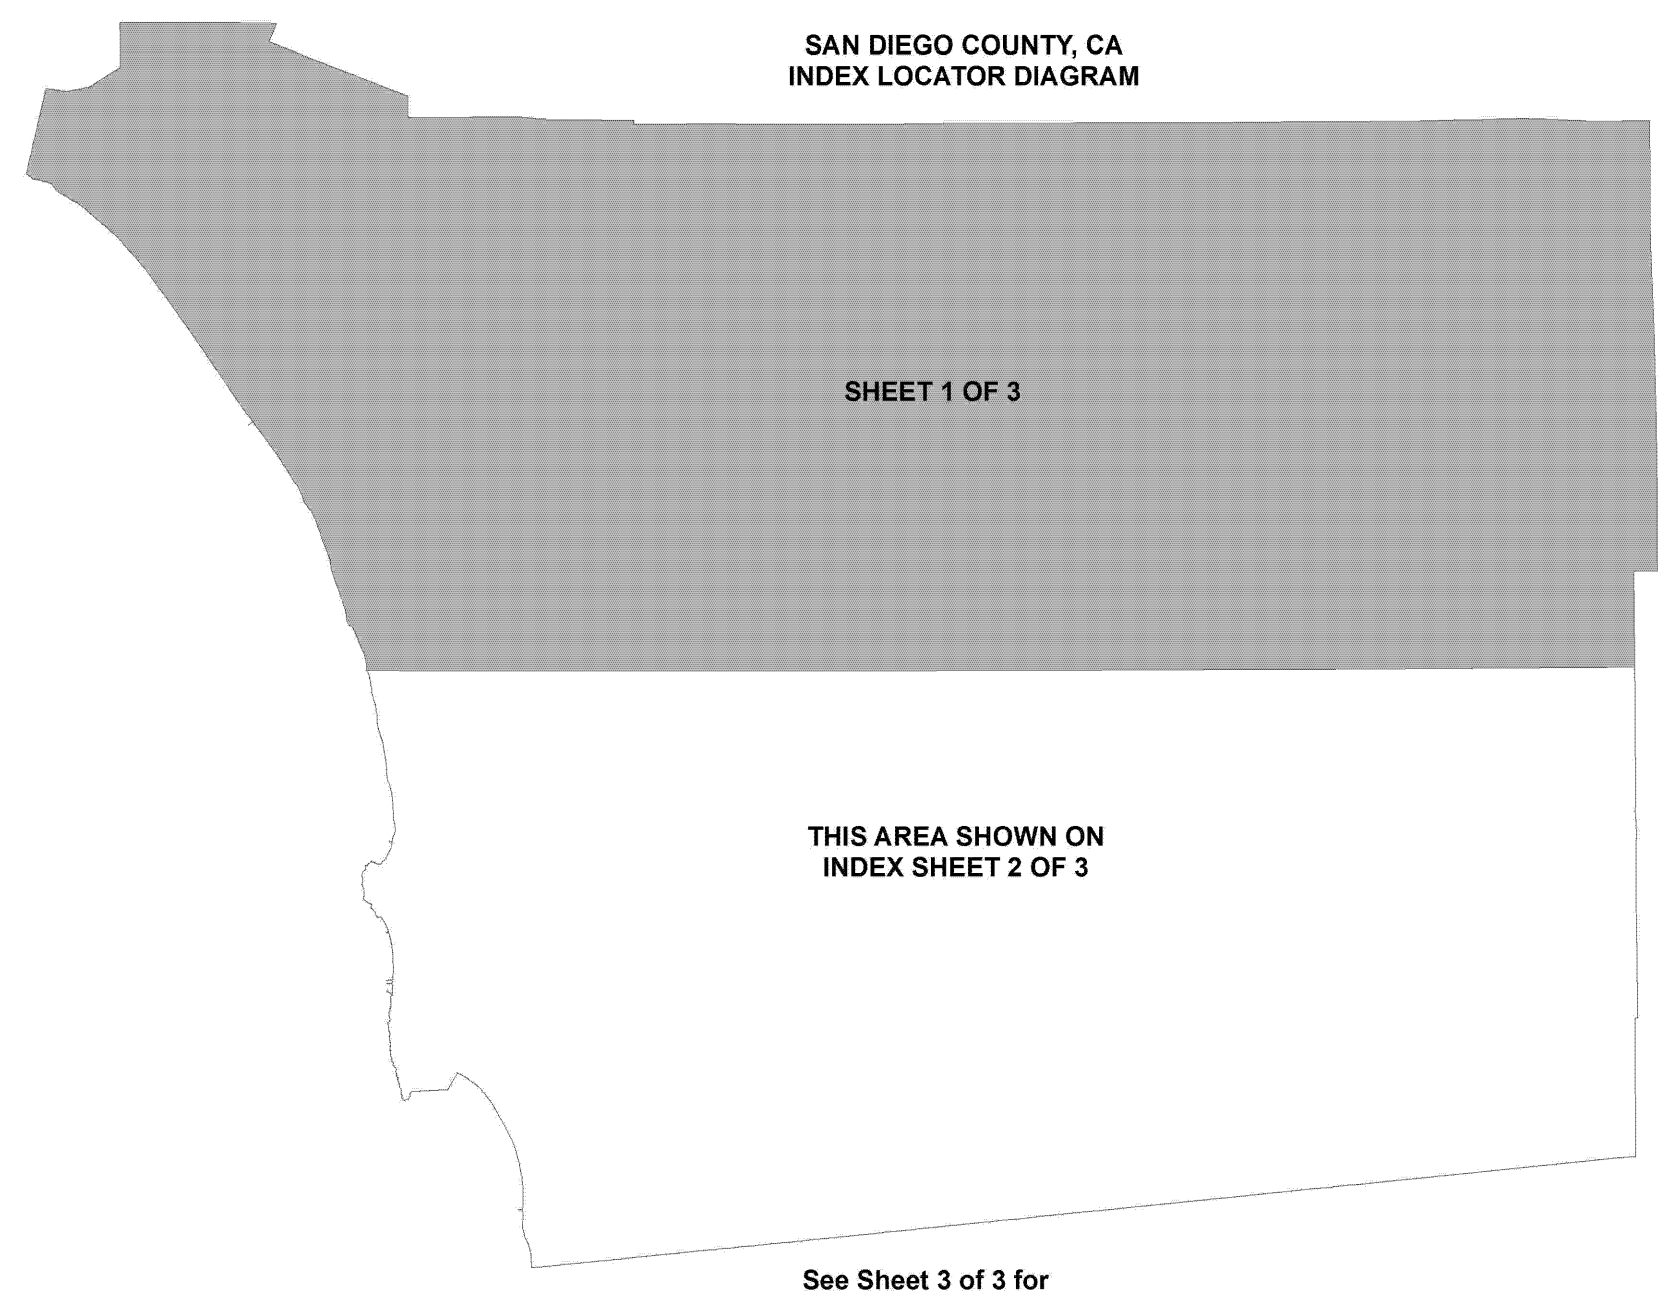 SAN DIEGO COUNTY, CA
INDEX LOCATOR DIAGRAM
SHEET 1 OF 3
THIS AREA SHOWN ON
INDEX SHEET 2 OF 3
See Sheet 3 of 3 for